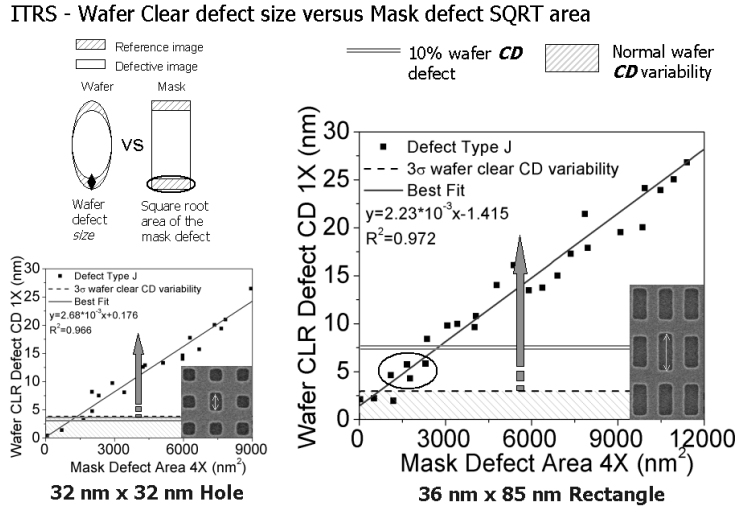 ITRS - Wafer Clear defect size versus Mask defect SQRT area
Reference image
Defective image
Wafer
Mask
VS
Wafer
defect
size
Square root
area of the
mask defect
10% wafer CD
defect
Normal wafer
CD variability
Wafer CLR Defect CD 1X (nm)
30
25
20
15
10
5
0
Defect Type J
3σ wafer clear CD variability
Best Fit
y=2.68*10⁻³x+0.176
R²=0.966
0
3000
6000
9000
Mask Defect Area 4X (nm²)
32 nm x 32 nm Hole
Wafer CLR Defect CD 1X (nm)
30
25
20
15
10
5
0
Defect Type J
3σ wafer clear CD variability
Best Fit
y=2.23*10⁻³x-1.415
R²=0.972
0
3000
6000
9000
12000
Mask Defect Area 4X (nm²)
36 nm x 85 nm Rectangle